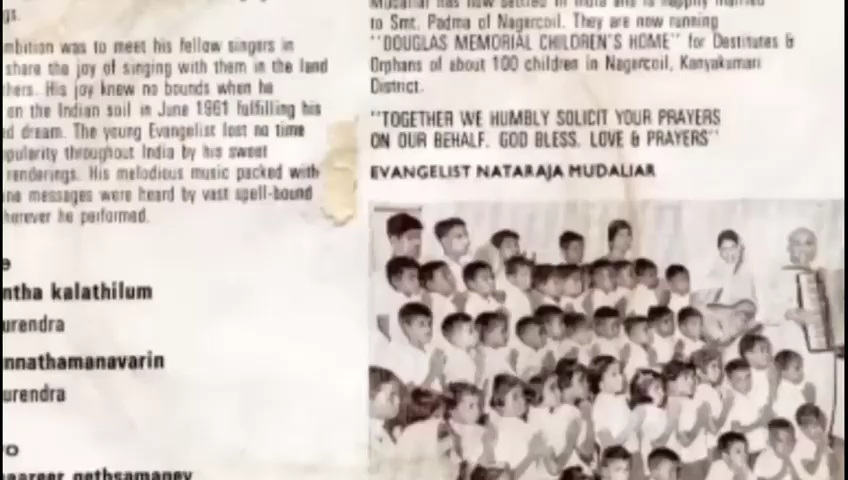 gs.
mbition was to meet his fellow singers in
share the joy of singing with them in the land
thers. His joy knew no bounds when he
on the Indian soil in June 1961 fulfilling his
d dream. The young Evangelist lost no time
opularity throughout India by his sweet
renderings. His melodious music packed with
ine messages were heard by vast spell-bound
herever he performed.
e
ntha kalathilum
urendra
nnathamanavarin
urendra
o
gethsamaney
Mudaliar has now settled in India and is happily married
to Smt. Padma of Nagercoil. They are now running
"DOUGLAS MEMORIAL CHILDREN'S HOME" for Destitutes &
Orphans of about 100 children in Nagercoil, Kanyakumari
District.
"TOGETHER WE HUMBLY SOLICIT YOUR PRAYERS
ON OUR BEHALF. GOD BLESS. LOVE & PRAYERS"
EVANGELIST NATARAJA MUDALIAR